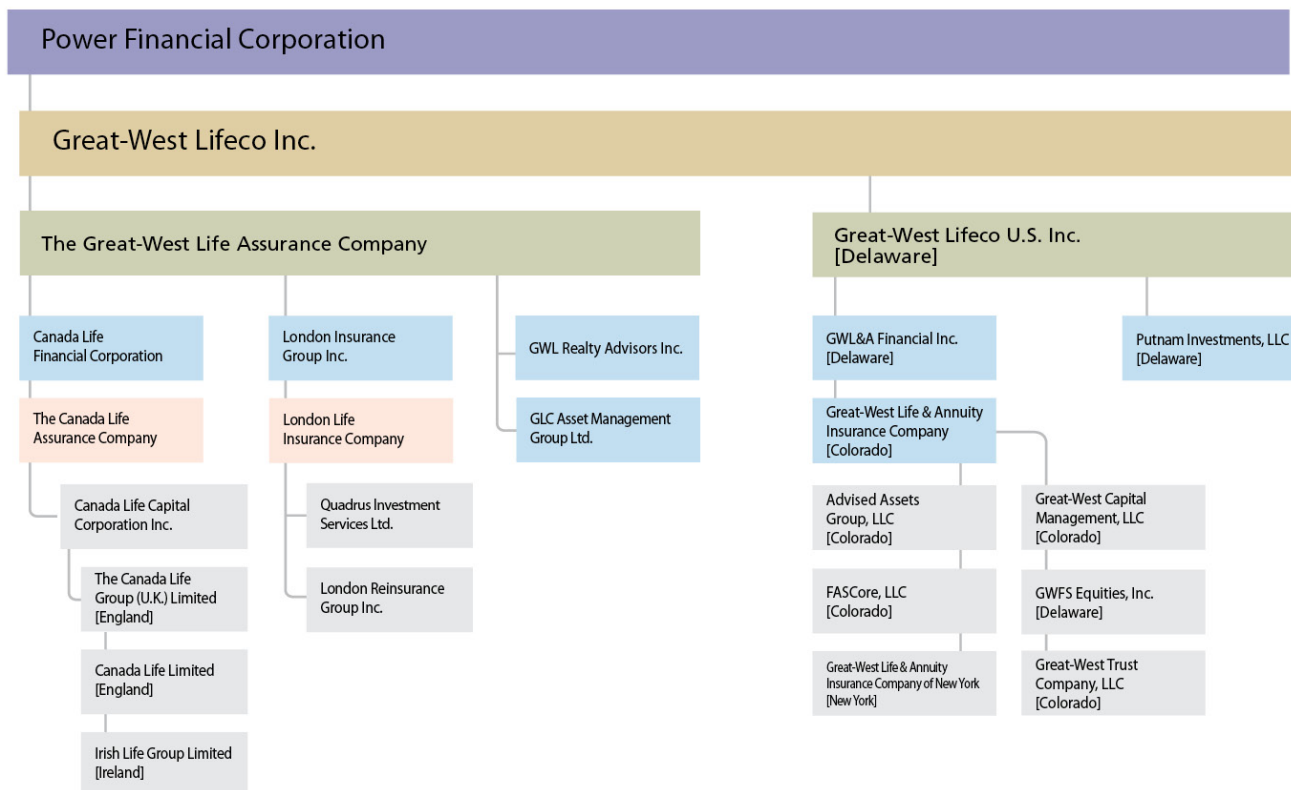 Power Financial Corporation
Great-West Lifeco Inc.
The Great-West Life Assurance Company
Great-West Lifeco U.S. Inc.
[Delaware]
Canada Life
Financial Corporation
London Insurance
Group Inc.
GWL Realty Advisors Inc.
GWL&A Financial Inc.
[Delaware]
Putnam Investments, LLC
[Delaware]
The Canada Life
Assurance Company
London Life
Insurance Company
GLC Asset Management
Group Ltd.
Great-West Life & Annuity
Insurance Company
[Colorado]
Canada Life Capital
Corporation Inc.
Quadrus Investment
Services Ltd.
Advised Assets
Group, LLC
[Colorado]
Great-West Capital
Management, LLC
[Colorado]
The Canada Life
Group (U.K.) Limited
[England]
London Reinsurance
Group Inc.
FASCore, LLC
[Colorado]
GWFS Equities, Inc.
[Delaware]
Canada Life Limited
[England]
Great-West Life & Annuity
Insurance Company of New York
[New York]
Great-West Trust
Company, LLC
[Colorado]
Irish Life Group Limited
[Ireland]